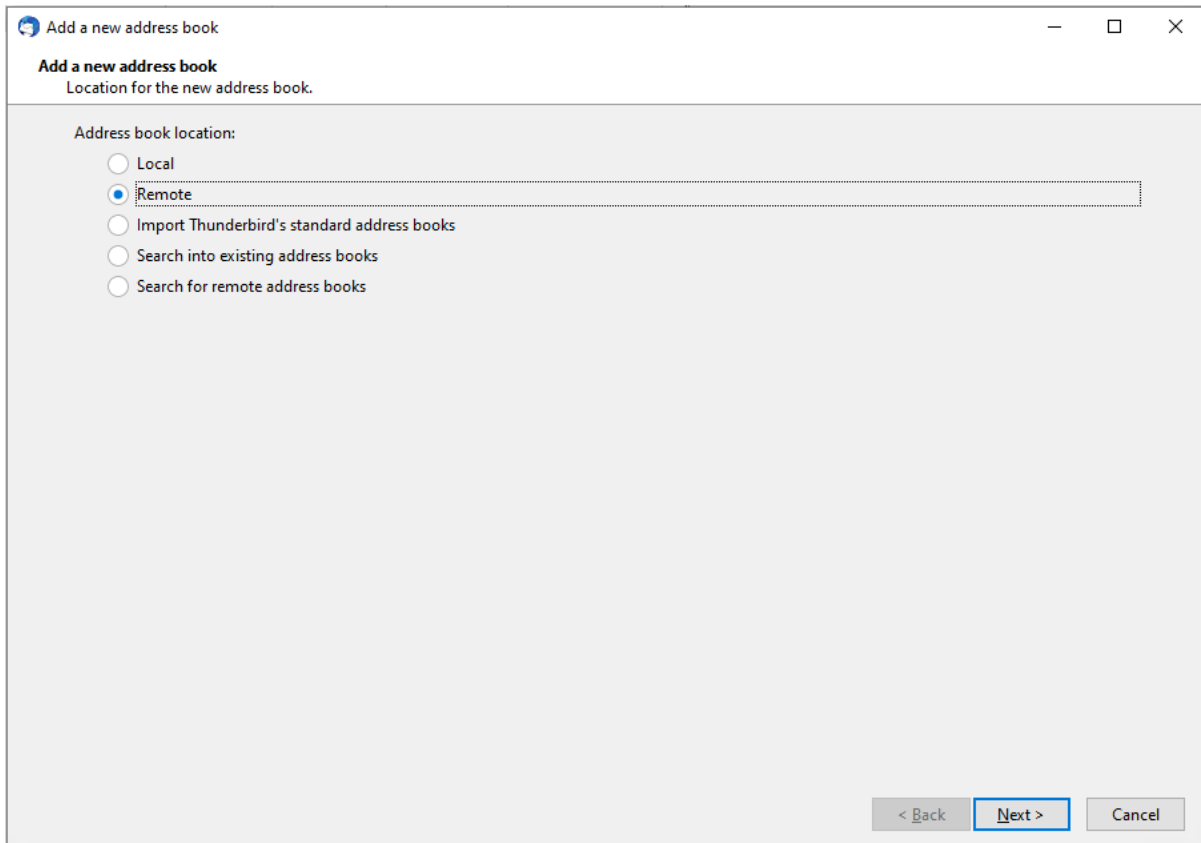 Add a new address book
Add a new address book
Location for the new address book.
Address book location:
Local
Remote
Import Thunderbird's standard address books
Search into existing address books
Search for remote address books
< Back Next > Cancel